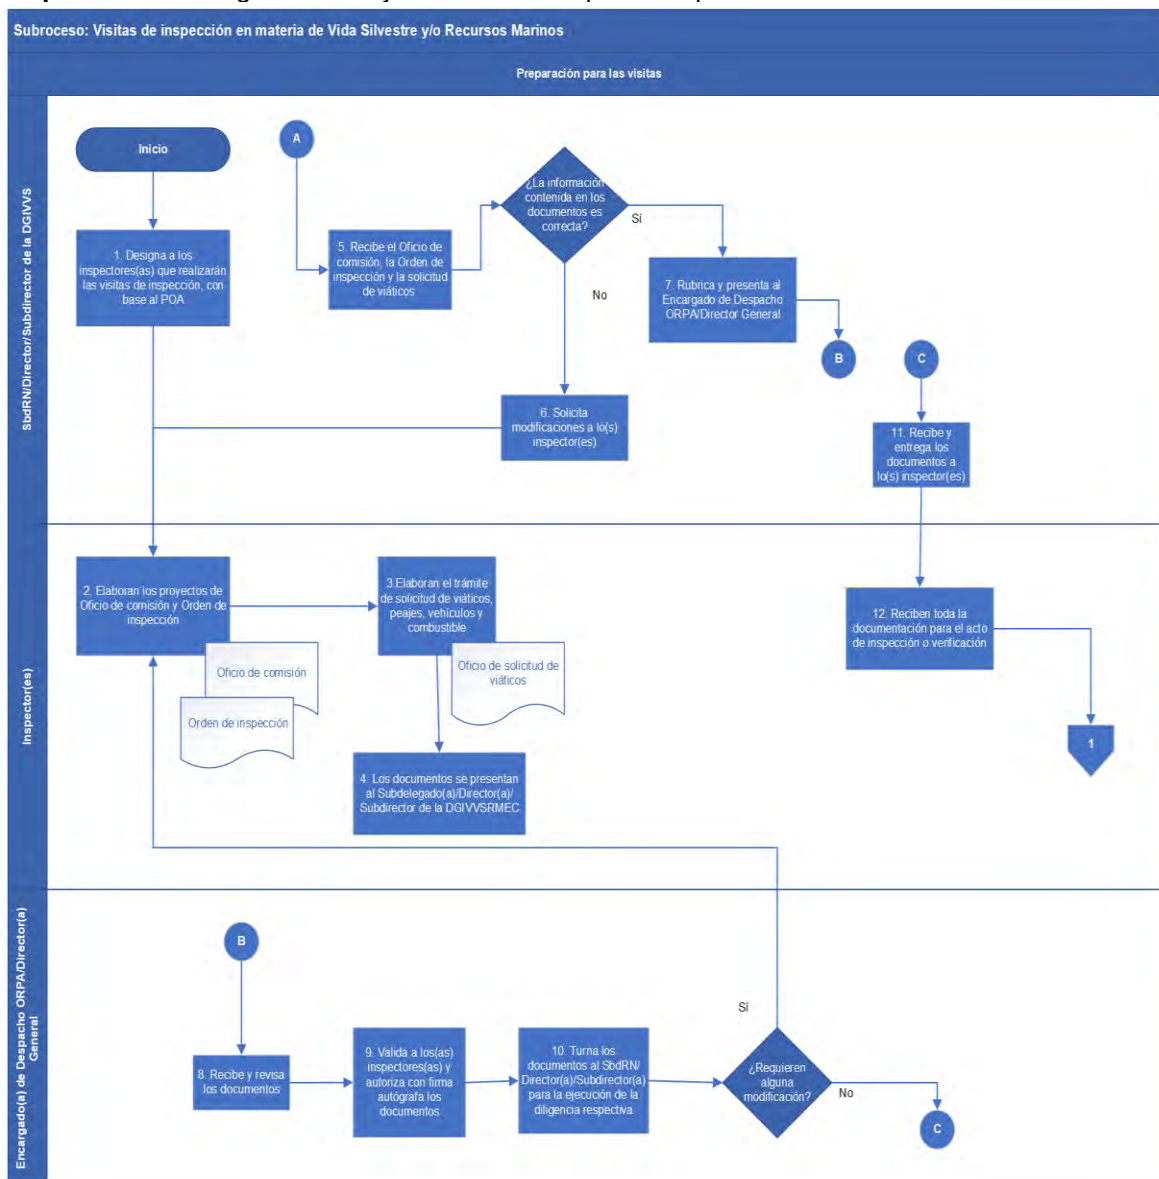 Subroceso: Visitas de inspección en materia de Vida Silvestre y/o Recursos Marinos
Preparación para las visitas
SbdRN/Director/Subdirector de la DGIVVS
Inicio
A
¿La información
contenida en los
documentos es
correcta?
Sí
No
1. Designa a los
inspectores(as) que realizarán
las visitas de inspección, con
base al POA
5. Recibe el Oficio de
comisión, la Orden de
inspección y la solicitud
de viáticos
7. Rubrica y presenta al
Encargado de Despacho
ORPA/Director General
B
C
6. Solicita
modificaciones a lo(s)
inspector(es)
11. Recibe y
entrega los
documentos a
lo(s) inspector(es)
Inspector(es)
2. Elaboran los proyectos de
Oficio de comisión y Orden de
inspección
Oficio de comisión
Orden de inspección
3.Elaboran el trámite
de solicitud de viáticos,
peajes, vehículos y
combustible
Oficio de solicitud de
viáticos
4. Los documentos se presentan
al Subdelegado(a)/Director(a)/
Subdirector de la DGIVVSRMEC
12. Reciben toda la
documentación para el acto
de inspección o verificación
1
Encargado(a) de Despacho ORPA/Director(a)
General
B
8. Recibe y revisa
los documentos
9. Valida a los(as)
inspectores(as) y
autoriza con firma
autógrafa los
documentos
10. Turna los
documentos al SbdRN/
Director(a)/Subdirector(a)
para la ejecución de la
diligencia respectiva
Sí
¿Requieren
alguna
modificación?
No
C